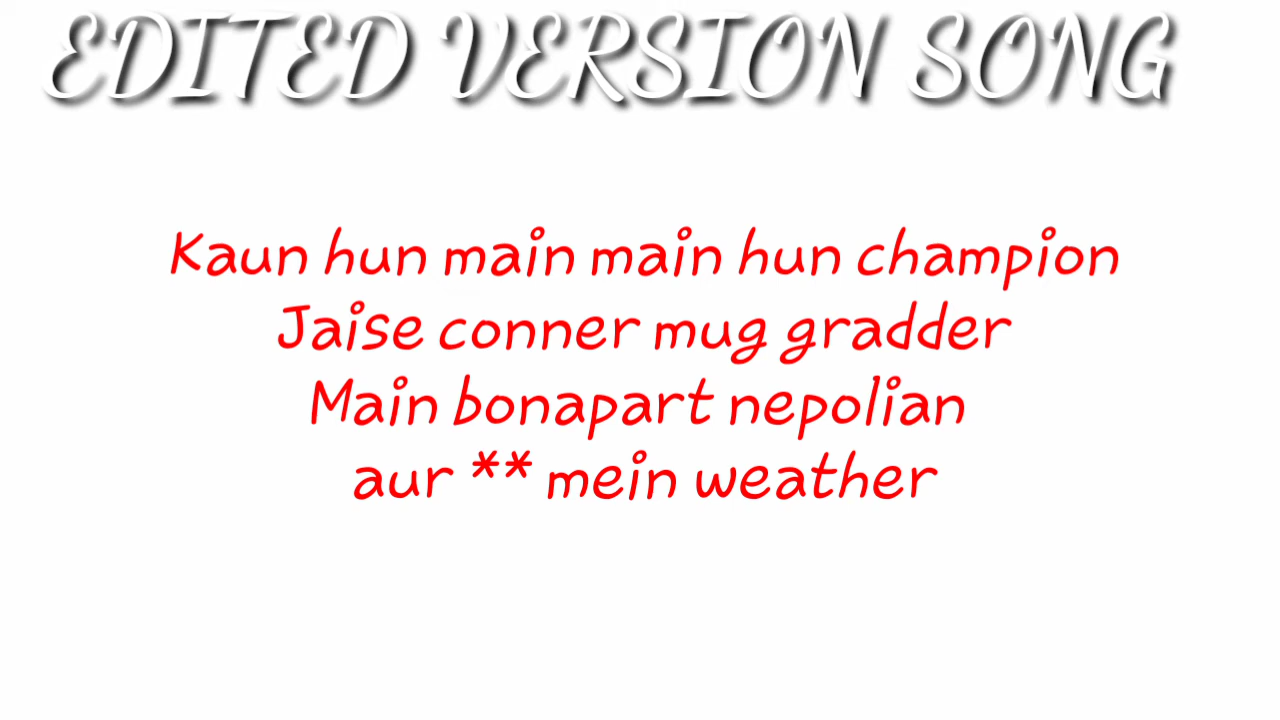 EDITED VERSION SONG
Kaun hun main main hun champion
Jaise conner mug gradder
Main bonapart nepolian
aur ** mein weather